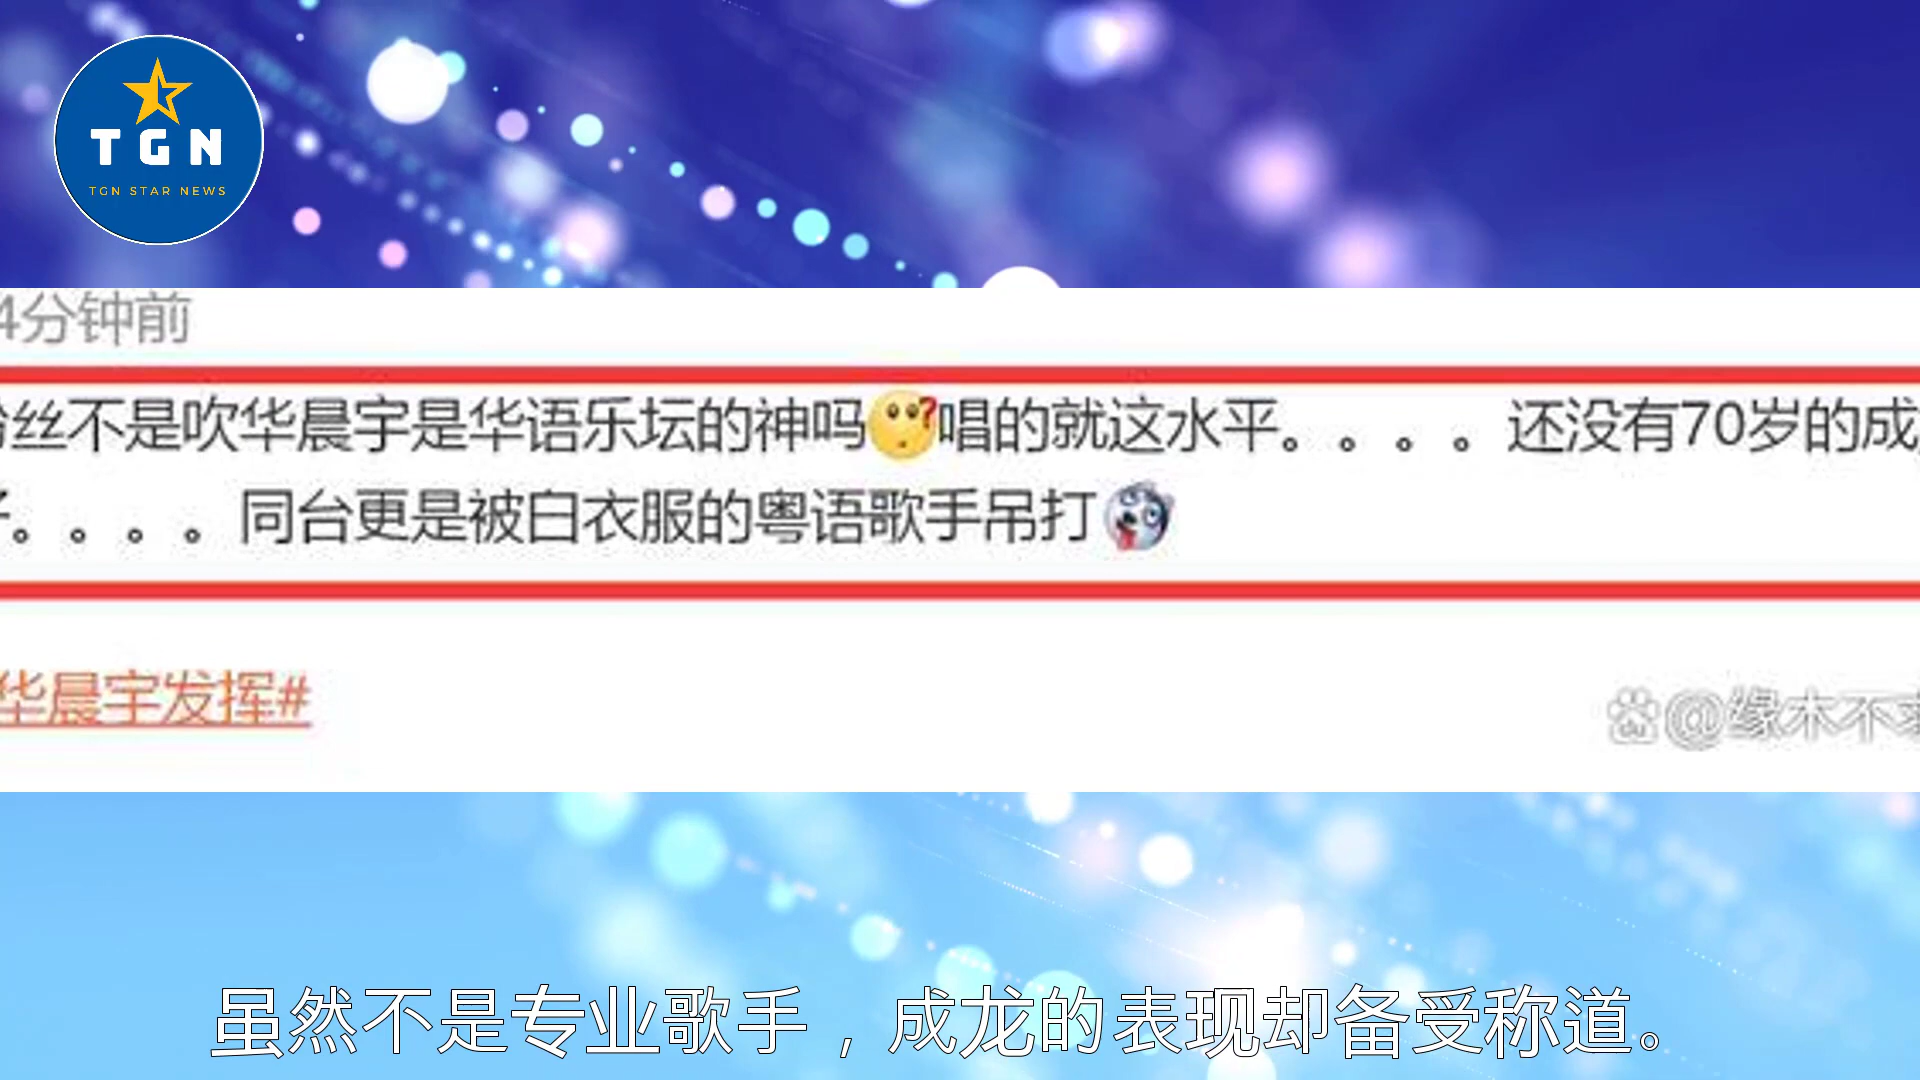 TGN
TGN STAR NEWS
4分钟前
丝不是吹华晨宇是华语乐坛的神吗唱的就这水平。。。。还没有70岁的成
。。。。同台更是被白衣服的粤语歌手吊打
华晨宇发挥#
@缘木不
虽然不是专业歌手，成龙的表现却备受称道。